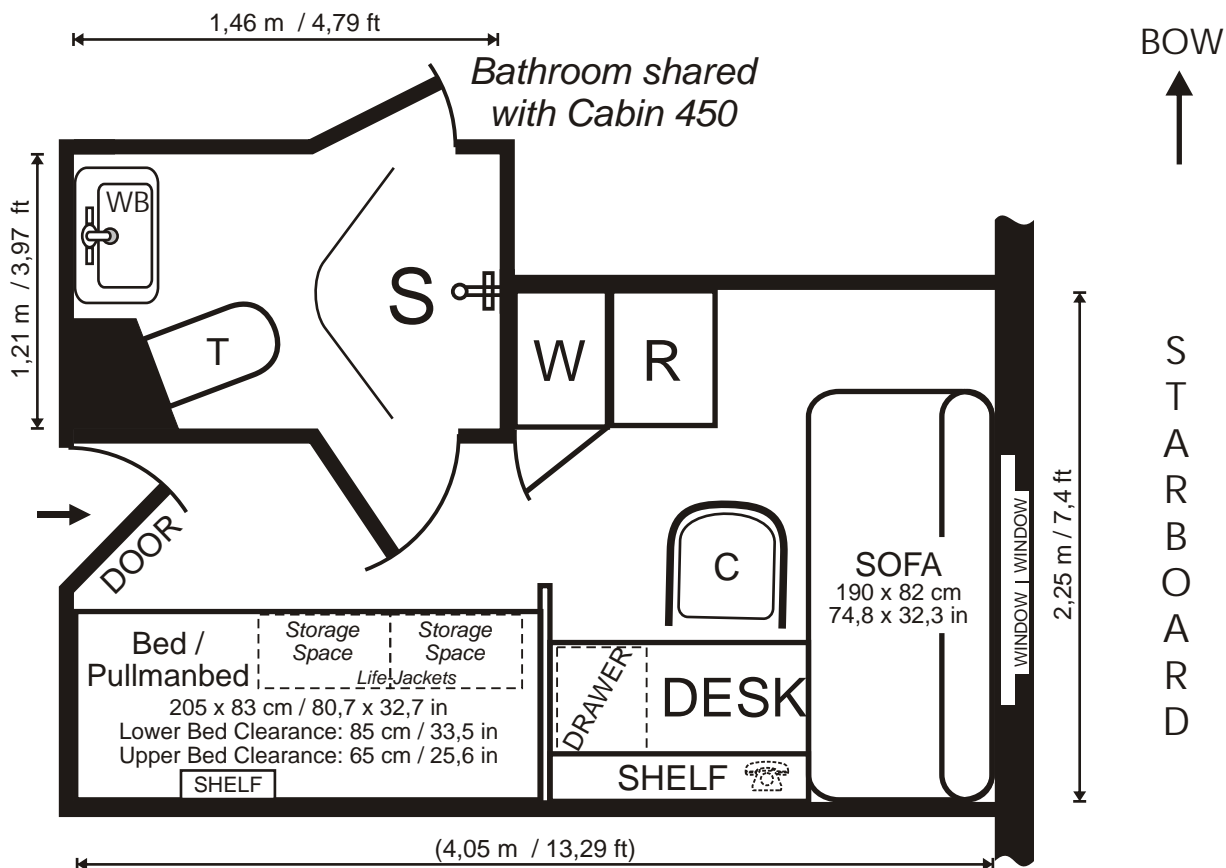 1,46 m / 4,79 ft
BOW
Bathroom shared
with Cabin 450
1,21 m / 3,97 ft
WB
S
T
W
R
STARBOARD
DOOR
C
SOFA
190 x 82 cm
74,8 x 32,3 in
WINDOW | WINDOW
2,25 m / 7,4 ft
Bed /
Pullmanbed
Storage
Space
Storage
Space
Life-Jackets
205 x 83 cm / 80,7 x 32,7 in
Lower Bed Clearance: 85 cm / 33,5 in
Upper Bed Clearance: 65 cm / 25,6 in
SHELF
DRAWER
DESK
SHELF
(4,05 m / 13,29 ft)